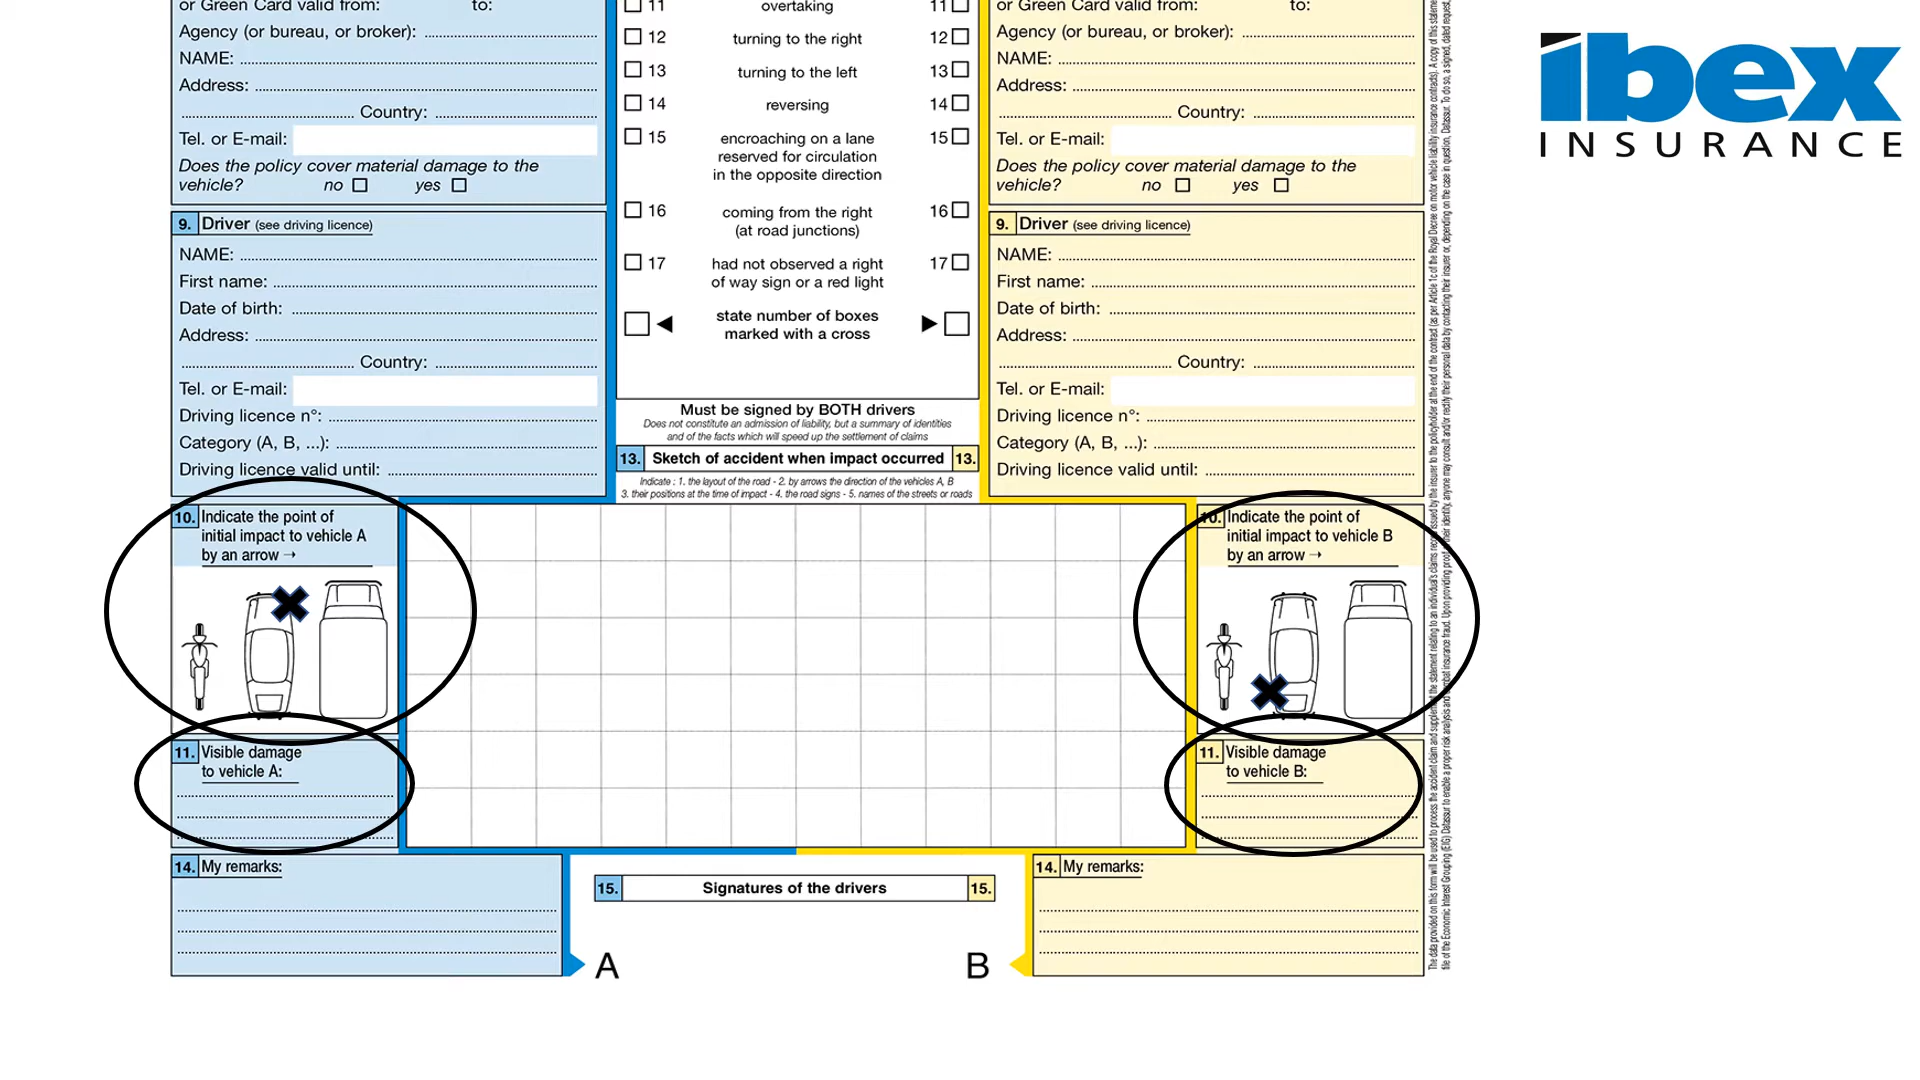 or Green Card valid from: to:
Agency (or bureau, or broker):
NAME:
Address:
Country:
Tel. or E-mail:
Does the policy cover material damage to the
vehicle? no yes
9. Driver (see driving licence)
NAME:
First name:
Date of birth:
Address:
Country:
Tel. or E-mail:
Driving licence n°:
Category (A, B, ...):
Driving licence valid until:
10. Indicate the point of
initial impact to vehicle A
by an arrow →
11. Visible damage
to vehicle A:
14. My remarks:
11 overtaking 11
12 turning to the right 12
13 turning to the left 13
14 reversing 14
15 encroaching on a lane 15
reserved for circulation
in the opposite direction
16 coming from the right 16
(at road junctions)
17 had not observed a right 17
of way sign or a red light
state number of boxes
marked with a cross
Must be signed by BOTH drivers
Does not constitute an admission of liability, but a summary of identities
and of the facts which will speed up the settlement of claims
13. Sketch of accident when impact occurred 13.
Indicate : 1. the layout of the road - 2. by arrows the direction of the vehicles A, B
3. their positions at the time of impact - 4. the road signs - 5. names of the streets or roads
15. Signatures of the drivers 15.
A B
or Green Card valid from: to:
Agency (or bureau, or broker):
NAME:
Address:
Country:
Tel. or E-mail:
Does the policy cover material damage to the
vehicle? no yes
9. Driver (see driving licence)
NAME:
First name:
Date of birth:
Address:
Country:
Tel. or E-mail:
Driving licence n°:
Category (A, B, ...):
Driving licence valid until:
10. Indicate the point of
initial impact to vehicle B
by an arrow →
11. Visible damage
to vehicle B:
14. My remarks:
ibex
INSURANCE